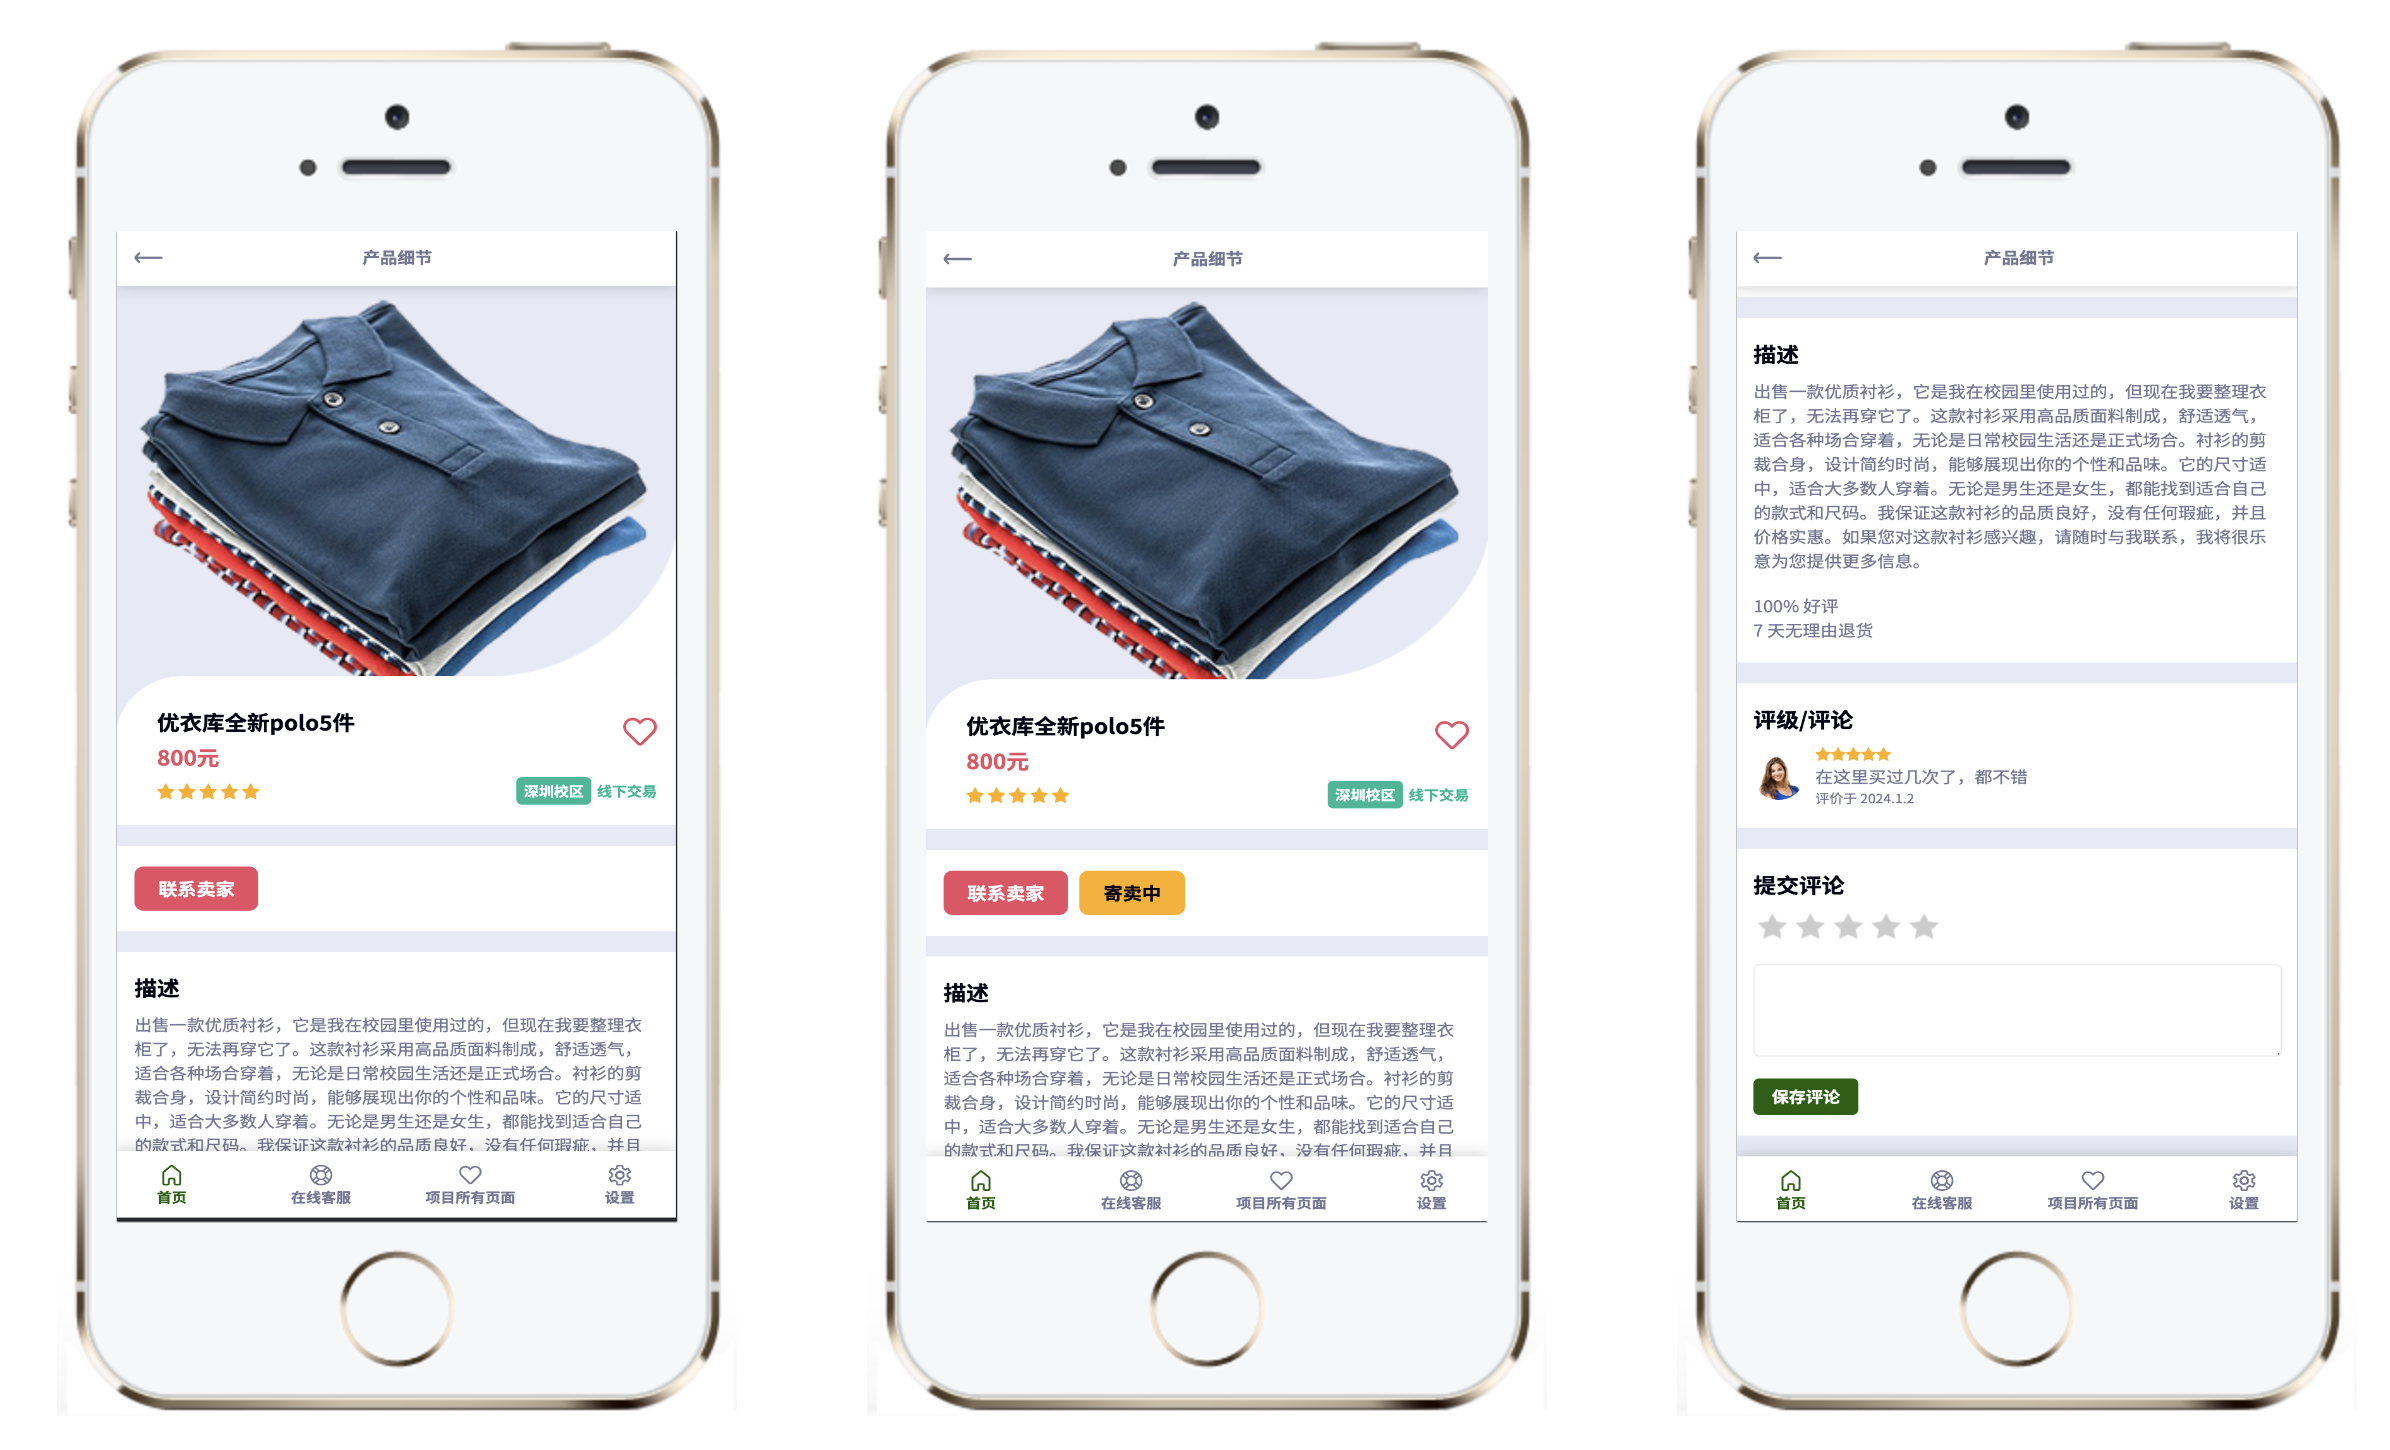 产品细节
优衣库全新polo5件
800元
深圳校区 线下交易
联系卖家
描述
出售一款优质衬衫，它是我在校园里使用过的，但现在我要整理衣
柜了，无法再穿它了。这款衬衫采用高品质面料制成，舒适透气，
适合各种场合穿着，无论是日常校园生活还是正式场合。衬衫的剪
裁合身，设计简约时尚，能够展现出你的个性和品味。它的尺寸适
中，适合大多数人穿着。无论是男生还是女生，都能找到适合自己
的款式和尺码。我保证这款衬衫的品质良好，没有任何瑕疵，并且
首页 在线客服 项目所有页面 设置
产品细节
优衣库全新polo5件
800元
深圳校区 线下交易
联系卖家 寄卖中
描述
出售一款优质衬衫，它是我在校园里使用过的，但现在我要整理衣
柜了，无法再穿它了。这款衬衫采用高品质面料制成，舒适透气，
适合各种场合穿着，无论是日常校园生活还是正式场合。衬衫的剪
裁合身，设计简约时尚，能够展现出你的个性和品味。它的尺寸适
中，适合大多数人穿着。无论是男生还是女生，都能找到适合自己
的款式和尺码。我保证这款衬衫的品质良好，没有任何瑕疵，并且
首页 在线客服 项目所有页面 设置
产品细节
描述
出售一款优质衬衫，它是我在校园里使用过的，但现在我要整理衣
柜了，无法再穿它了。这款衬衫采用高品质面料制成，舒适透气，
适合各种场合穿着，无论是日常校园生活还是正式场合。衬衫的剪
裁合身，设计简约时尚，能够展现出你的个性和品味。它的尺寸适
中，适合大多数人穿着。无论是男生还是女生，都能找到适合自己
的款式和尺码。我保证这款衬衫的品质良好，没有任何瑕疵，并且
价格实惠。如果您对这款衬衫感兴趣，请随时与我联系，我将很乐
意为您提供更多信息。
100% 好评
7 天无理由退货
评级/评论
在这里买过几次了，都不错
评价于 2024.1.2
提交评论
保存评论
首页 在线客服 项目所有页面 设置